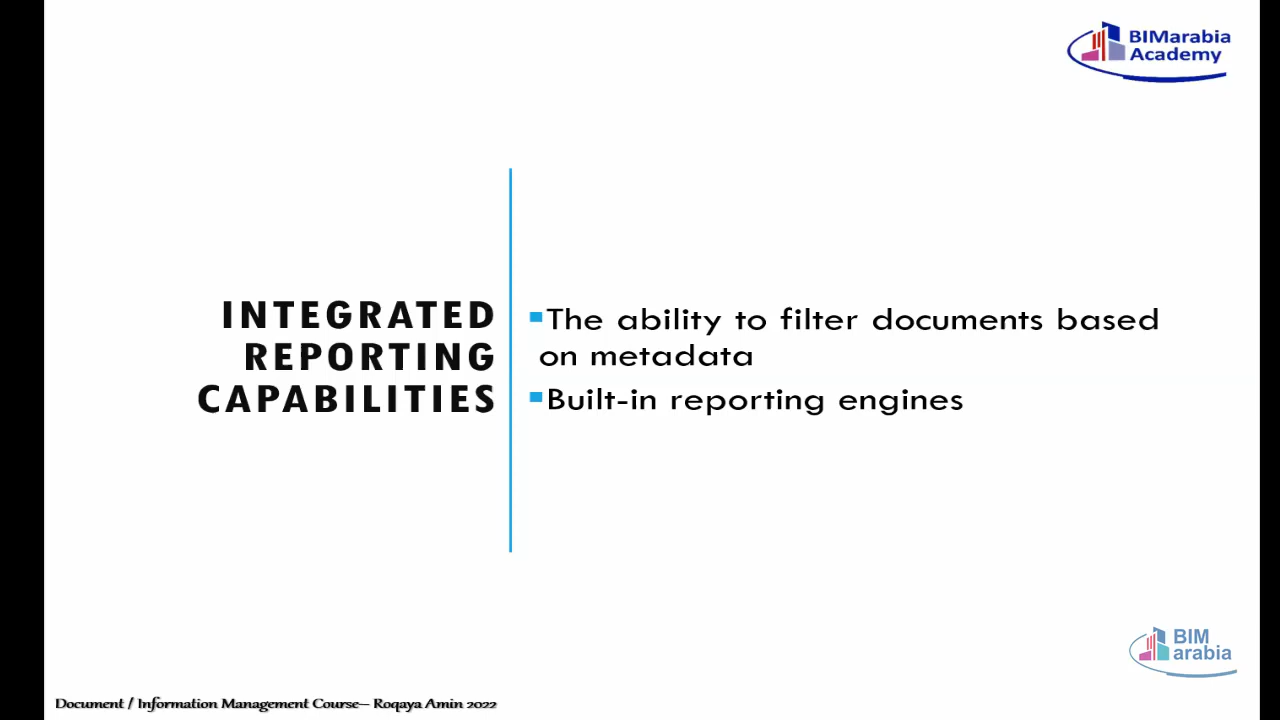 BIMarabia
Academy
INTEGRATED
REPORTING
CAPABILITIES
▪The ability to filter documents based
on metadata
▪Built-in reporting engines
BIM
arabia
Document / Information Management Course– Roqaya Amin 2022